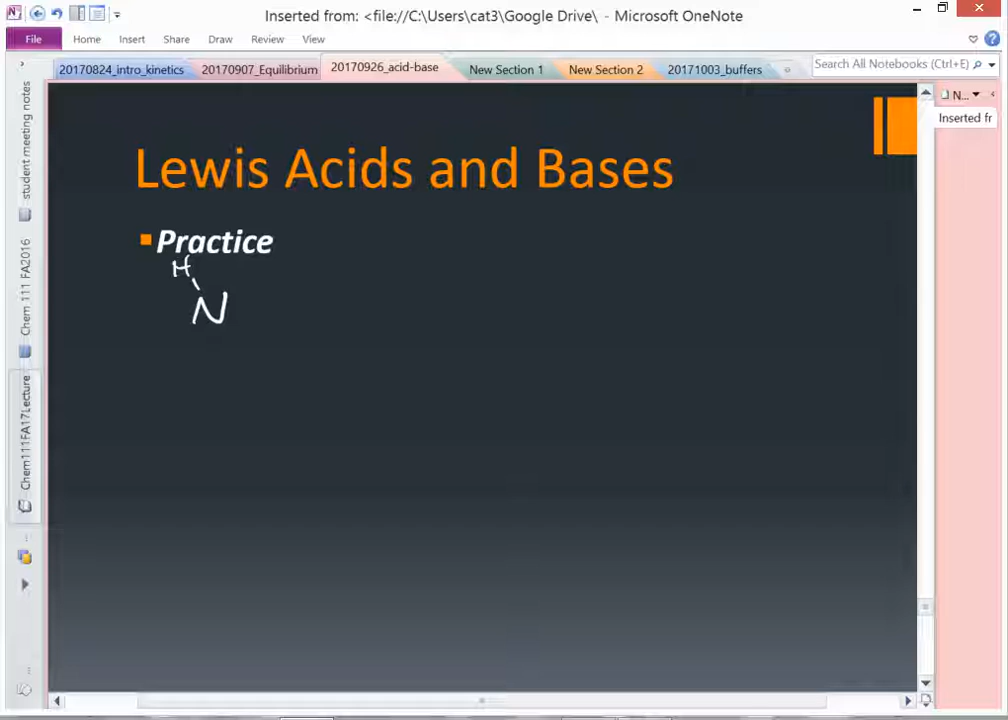 Inserted from: <file://C:\Users\cat3\Google Drive\ - Microsoft OneNote
File Home Insert Share Draw Review View
20170824_intro_kinetics 20170907_Equilibrium 20170926_acid-base New Section 1 New Section 2 20171003_buffers Search All Notebooks (Ctrl+E)
N...
Inserted fr
student meeting notes
Chem 111 FA2016
Chem111FA17Lecture
Lewis Acids and Bases
Practice
H
N